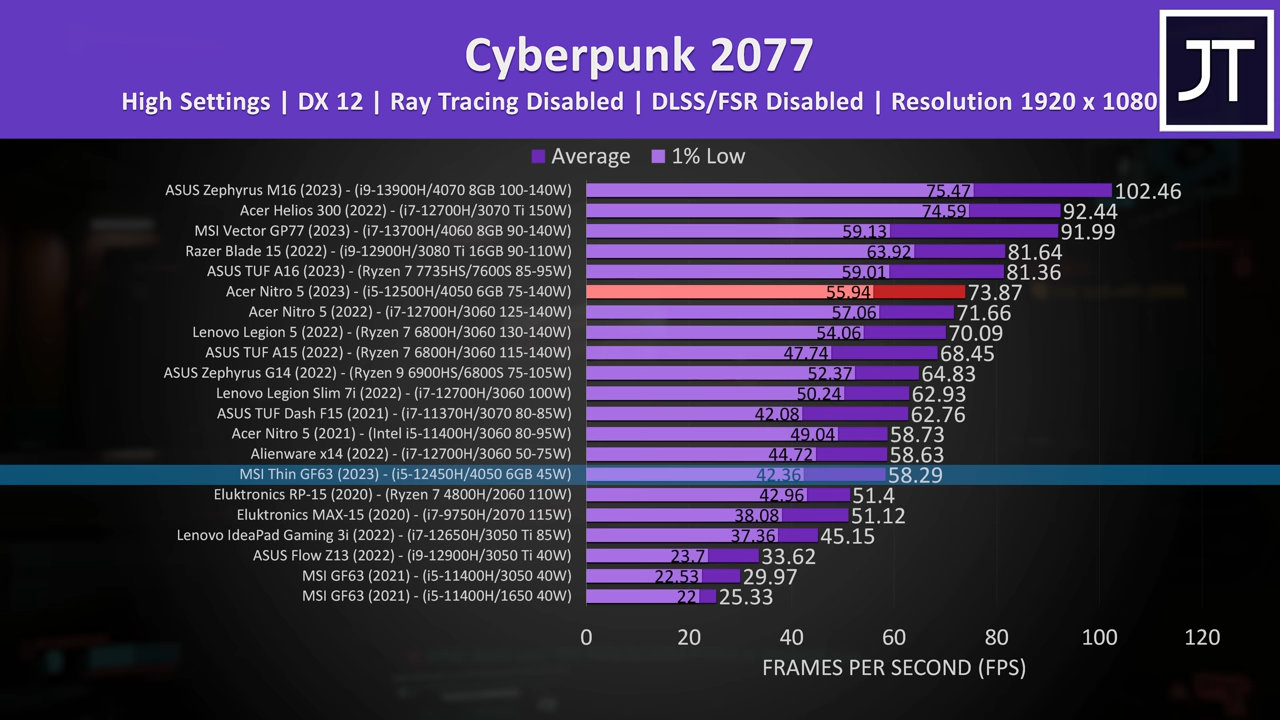 Cyberpunk 2077
JT
High Settings | DX 12 | Ray Tracing Disabled | DLSS/FSR Disabled | Resolution 1920 x 1080
Average 1% Low
ASUS Zephyrus M16 (2023) - (i9-13900H/4070 8GB 100-140W) 75.47 102.46
Acer Helios 300 (2022) - (i7-12700H/3070 Ti 150W) 74.59 92.44
MSI Vector GP77 (2023) - (i7-13700H/4060 8GB 90-140W) 59.13 91.99
Razer Blade 15 (2022) - (i9-12900H/3080 Ti 16GB 90-110W) 63.92 81.64
ASUS TUF A16 (2023) - (Ryzen 7 7735HS/7600S 85-95W) 59.01 81.36
Acer Nitro 5 (2023) - (i5-12500H/4050 6GB 75-140W) 55.94 73.87
Acer Nitro 5 (2022) - (i7-12700H/3060 125-140W) 57.06 71.66
Lenovo Legion 5 (2022) - (Ryzen 7 6800H/3060 130-140W) 54.06 70.09
ASUS TUF A15 (2022) - (Ryzen 7 6800H/3060 115-140W) 47.74 68.45
ASUS Zephyrus G14 (2022) - (Ryzen 9 6900HS/6800S 75-105W) 52.37 64.83
Lenovo Legion Slim 7i (2022) - (i7-12700H/3060 100W) 50.24 62.93
ASUS TUF Dash F15 (2021) - (i7-11370H/3070 80-85W) 42.08 62.76
Acer Nitro 5 (2021) - (Intel i5-11400H/3060 80-95W) 49.04 58.73
Alienware x14 (2022) - (i7-12700H/3060 50-75W) 44.72 58.63
MSI Thin GF63 (2023) - (i5-12450H/4050 6GB 45W) 42.36 58.29
Eluktronics RP-15 (2020) - (Ryzen 7 4800H/2060 110W) 42.96 51.4
Eluktronics MAX-15 (2020) - (i7-9750H/2070 115W) 38.08 51.12
Lenovo IdeaPad Gaming 3i (2022) - (i7-12650H/3050 Ti 85W) 37.36 45.15
ASUS Flow Z13 (2022) - (i9-12900H/3050 Ti 40W) 23.7 33.62
MSI GF63 (2021) - (i5-11400H/3050 40W) 22.53 29.97
MSI GF63 (2021) - (i5-11400H/1650 40W) 22 25.33
0 20 40 60 80 100 120
FRAMES PER SECOND (FPS)